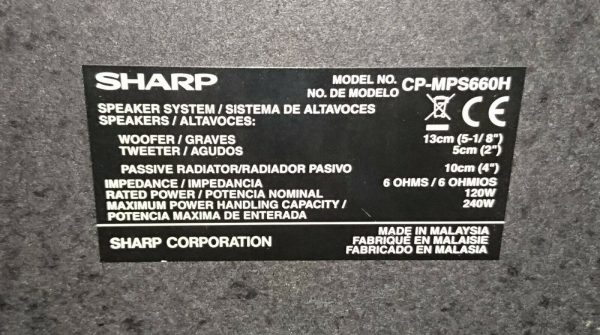 SHARP MODEL NO. CP-MPS660H
NO. DE MODELO
SPEAKER SYSTEM / SISTEMA DE ALTAVOCES
SPEAKERS / ALTAVOCES:
WOOFER / GRAVES 13cm (5-1/8")
TWEETER / AGUDOS 5cm (2")
PASSIVE RADIATOR/RADIADOR PASIVO 10cm (4")
IMPEDANCE / IMPEDANCIA 6 OHMS / 6 OHMIOS
RATED POWER / POTENCIA NOMINAL 120W
MAXIMUM POWER HANDLING CAPACITY / 240W
POTENCIA MAXIMA DE ENTERADA
SHARP CORPORATION
MADE IN MALAYSIA
FABRIQUÉ EN MALAISIE
FABRICADO EN MALASIA